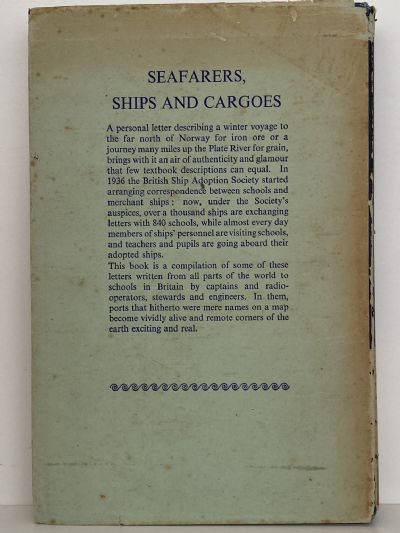 SEAFARERS,
SHIPS AND CARGOES
A personal letter describing a winter voyage to
the far north of Norway for iron ore or a
journey many miles up the Plate River for grain,
brings with it an air of authenticity and glamour
that few textbook descriptions can equal. In
1936 the British Ship Adoption Society started
arranging correspondence between schools and
merchant ships: now, under the Society's
auspices, over a thousand ships are exchanging
letters with 840 schools, while almost every day
members of ships' personnel are visiting schools,
and teachers and pupils are going aboard their
adopted ships.
This book is a compilation of some of these
letters written from all parts of the world to
schools in Britain by captains and radio-
operators, stewards and engineers. In them,
ports that hitherto were mere names on a map
become vividly alive and remote corners of the
earth exciting and real.